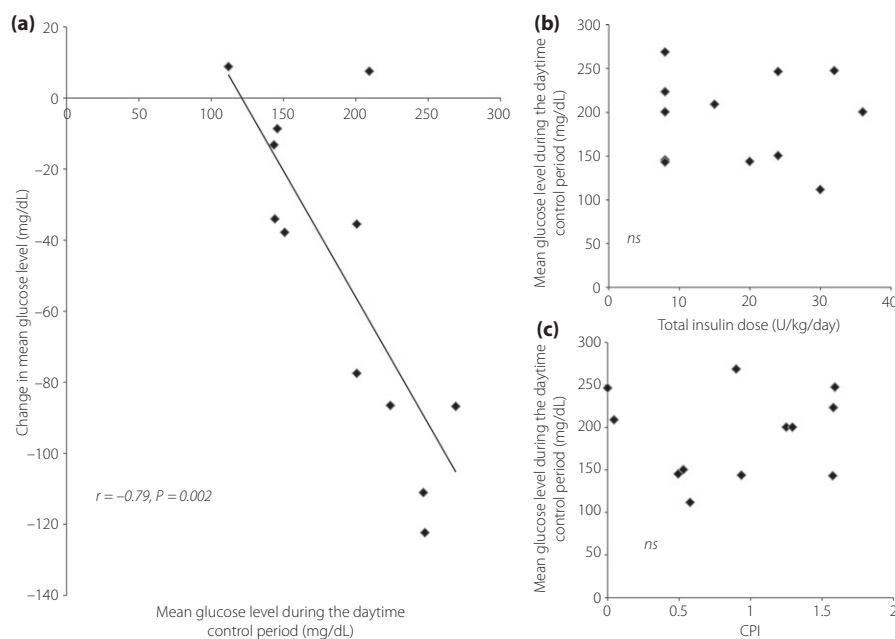 (a)
20
0
−20
−40
−60
−80
−100
−120
−140
0 50 100 150 200 250 300
Change in mean glucose level (mg/dL)
r = −0.79, P = 0.002
Mean glucose level during the daytime
control period (mg/dL)
(b)
300
250
200
150
100
50
0
0 10 20 30 40
Mean glucose level during the daytime
control period (mg/dL)
ns
Total insulin dose (U/kg/day)
(c)
300
250
200
150
100
50
0
0 0.5 1 1.5 2
Mean glucose level during the daytime
control period (mg/dL)
ns
CPI